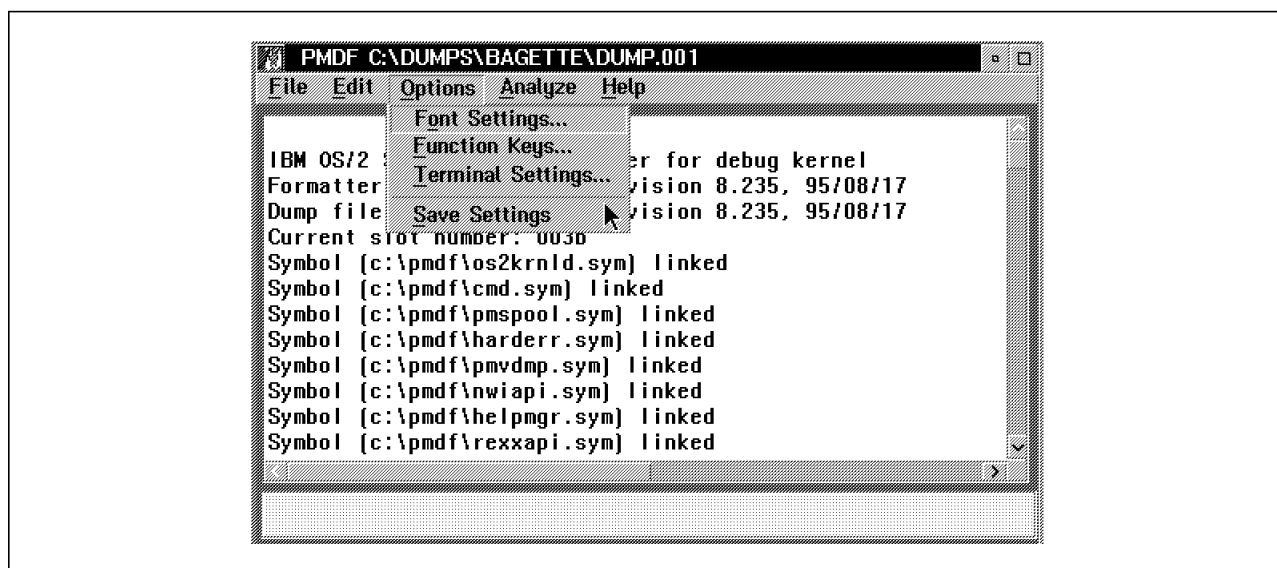 PMDF C:\DUMPS\BAGETTE\DUMP.001
File Edit Options Analyze Help
Font Settings...
Function Keys...
Terminal Settings...
Save Settings
IBM OS/2 er for debug kernel
Formatter vision 8.235, 95/08/17
Dump file vision 8.235, 95/08/17
Current slot number: 003b
Symbol (c:\pmdf\os2krnld.sym) linked
Symbol (c:\pmdf\cmd.sym) linked
Symbol (c:\pmdf\pmspool.sym) linked
Symbol (c:\pmdf\harderr.sym) linked
Symbol (c:\pmdf\pmvdmp.sym) linked
Symbol (c:\pmdf\nwiapi.sym) linked
Symbol (c:\pmdf\helpmgr.sym) linked
Symbol (c:\pmdf\rexxapi.sym) linked